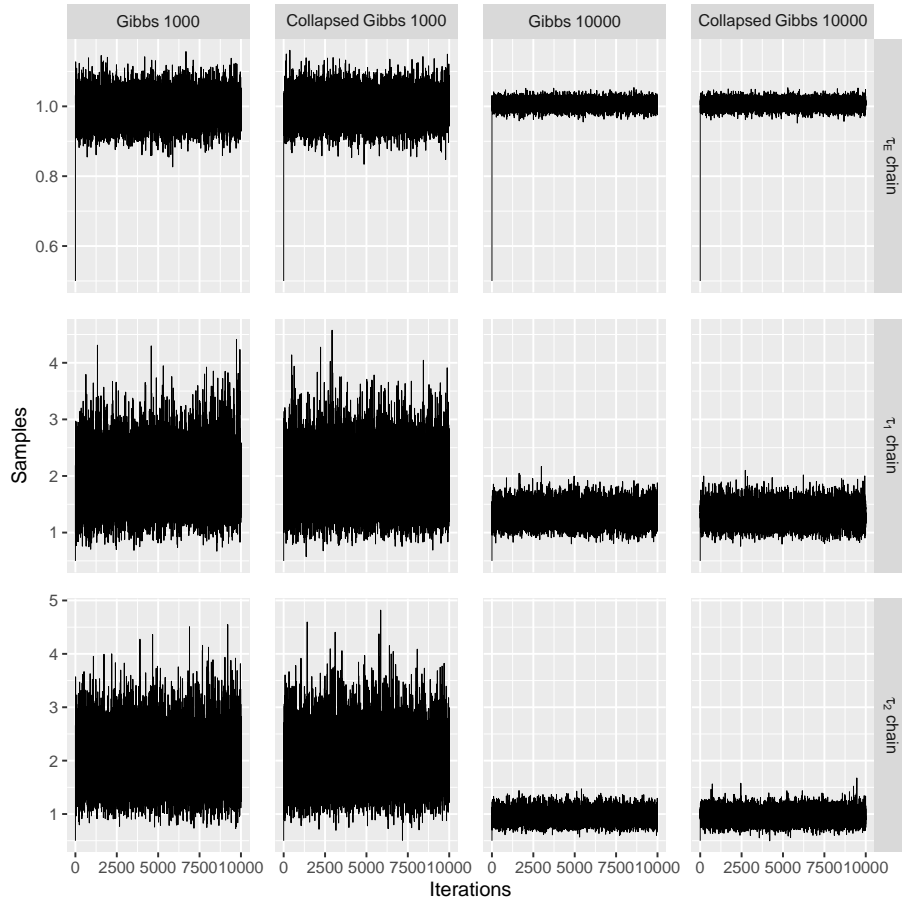 Gibbs 1000 Collapsed Gibbs 1000 Gibbs 10000 Collapsed Gibbs 10000
1.0
0.8
0.6
τE chain
4
3
2
1
τ1 chain
5
4
3
2
1
τ2 chain
0 2500 5000 7500 10000 0 2500 5000 7500 10000 0 2500 5000 7500 10000 0 2500 5000 7500 10000
Iterations
Samples